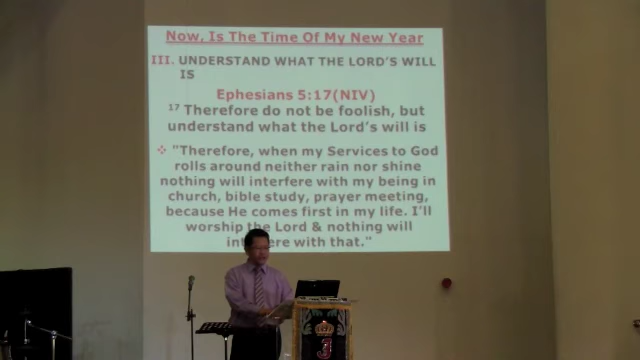 Now, Is The Time Of My New Year
III. UNDERSTAND WHAT THE LORD'S WILL
IS
Ephesians 5:17(NIV)
17 Therefore do not be foolish, but
understand what the Lord's will is
"Therefore, when my Services to God
rolls around neither rain nor shine
nothing will interfere with my being in
church, bible study, prayer meeting,
because He comes first in my life. I'll
worship the Lord & nothing will
interfere with that."
J